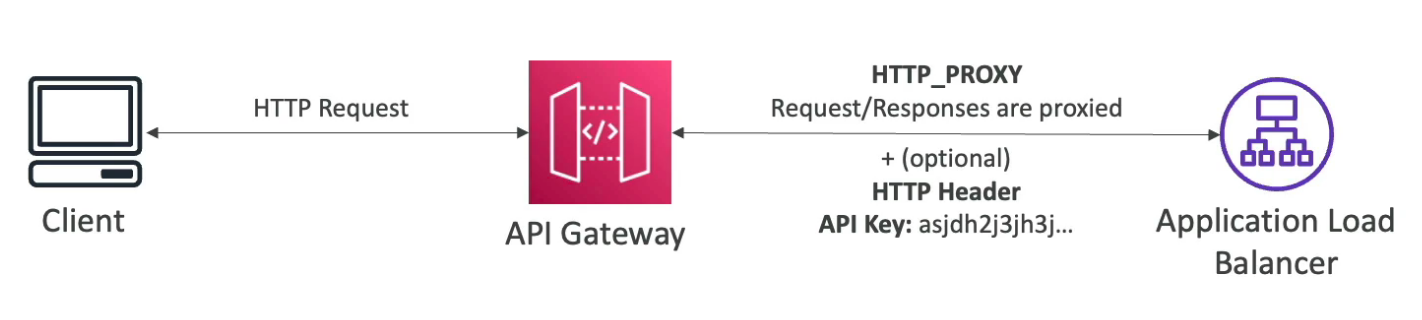 HTTP Request
Client
</>
API Gateway
HTTP_PROXY
Request/Responses are proxied
+ (optional)
HTTP Header
API Key: asjdh2j3jh3j...
Application Load
Balancer